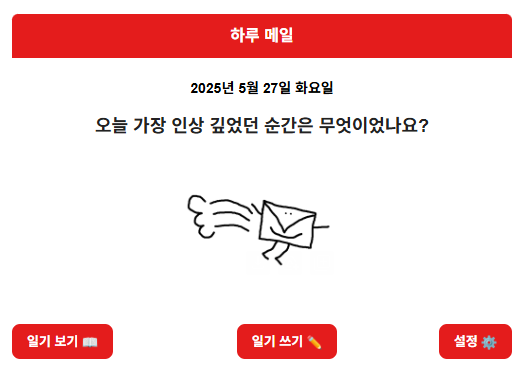 하루 메일
2025년 5월 27일 화요일
오늘 가장 인상 깊었던 순간은 무엇이었나요?
일기 보기 📖
일기 쓰기 ✏️
설정 ⚙️